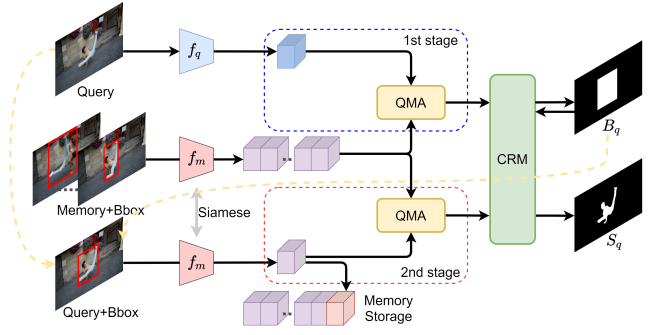 1st stage
f_q
Query
QMA
B_q
f_m
CRM
Memory+Bbox
Siamese
QMA
S_q
f_m
2nd stage
Query+Bbox
Memory
Storage